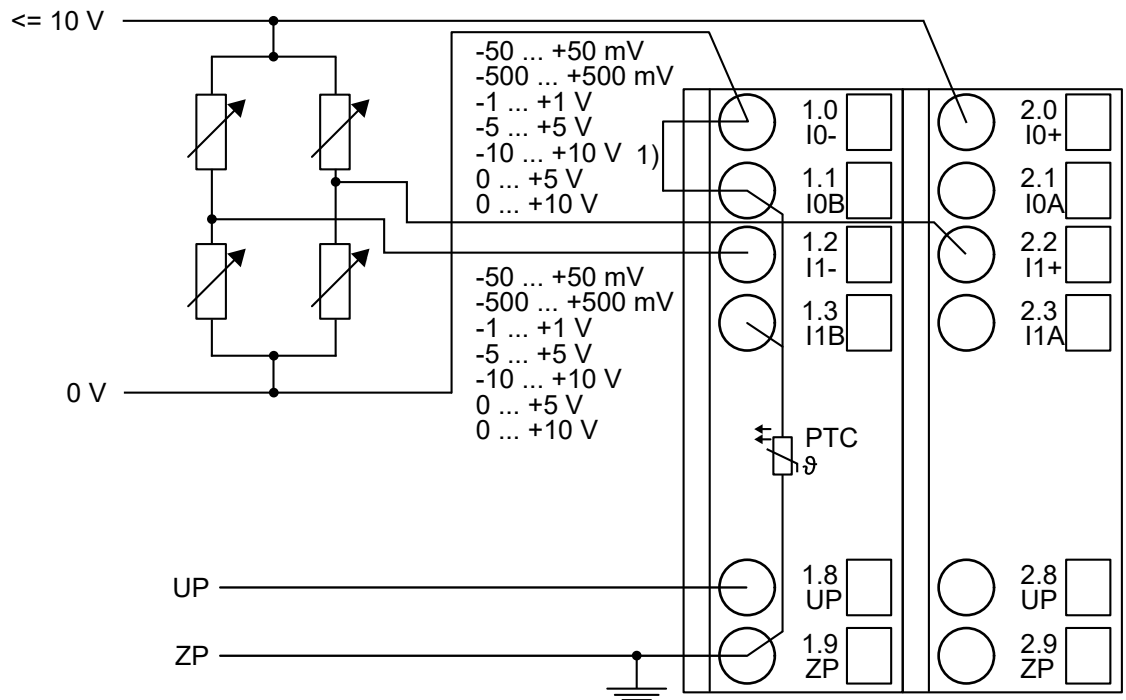 <= 10 V
-50 ... +50 mV
-500 ... +500 mV
-1 ... +1 V
-5 ... +5 V
-10 ... +10 V
0 ... +5 V
0 ... +10 V
1)
1.0
I0-
2.0
I0+
1.1
I0B
2.1
I0A
1.2
I1-
2.2
I1+
1.3
I1B
2.3
I1A
-50 ... +50 mV
-500 ... +500 mV
-1 ... +1 V
-5 ... +5 V
-10 ... +10 V
0 ... +5 V
0 ... +10 V
0 V
PTC
ϑ
UP
1.8
UP
2.8
UP
ZP
1.9
ZP
2.9
ZP